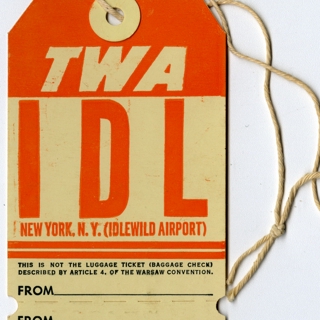 TWA
IDL
NEW YORK, N. Y. (IDLEWILD AIRPORT)
THIS IS NOT THE LUGGAGE TICKET (BAGGAGE CHECK)
DESCRIBED BY ARTICLE 4, OF THE WARSAW CONVENTION.
FROM
FROM